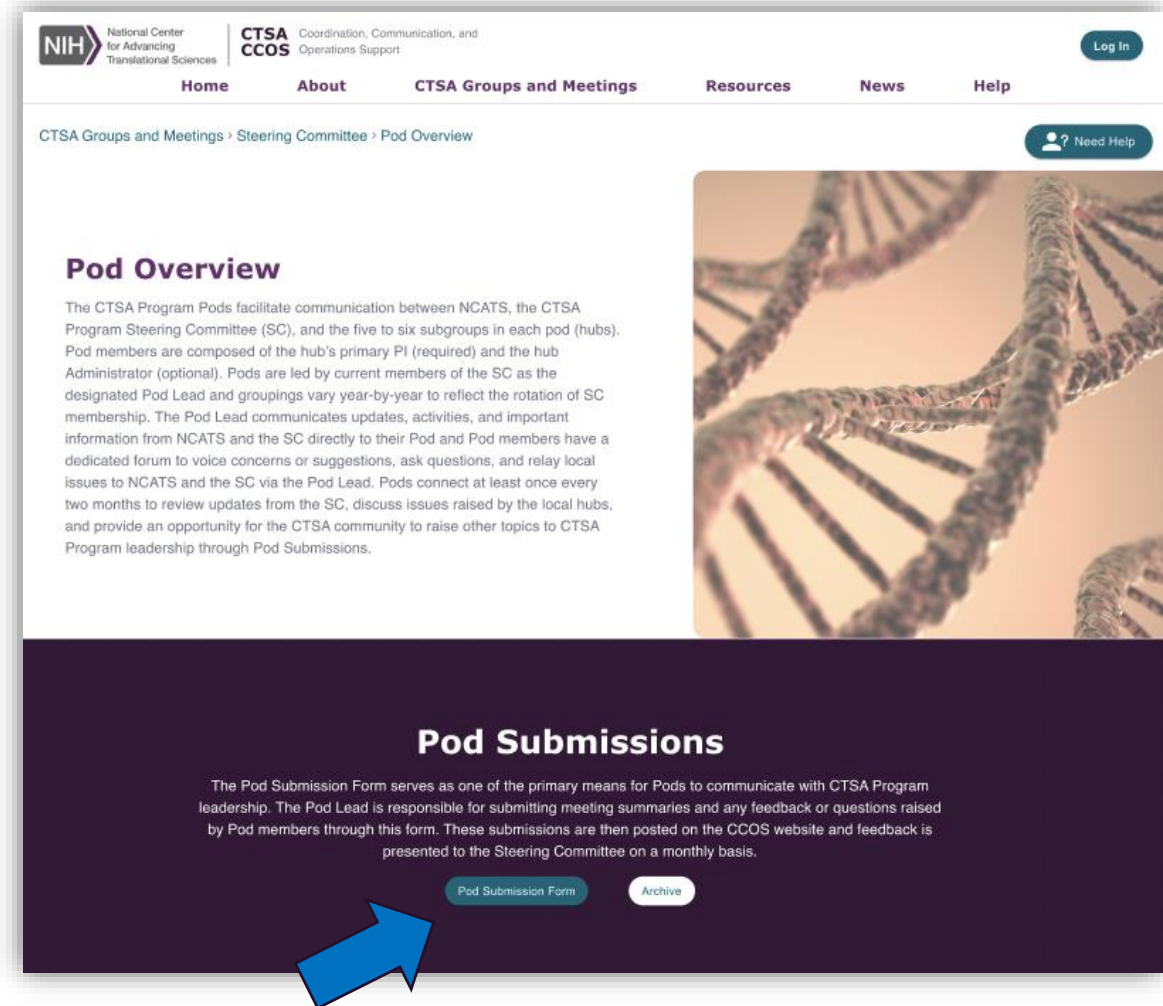 NIH
National Center
for Advancing
Translational Sciences
CTSA
CCOS
Coordination, Communication, and
Operations Support
Log In
Home About CTSA Groups and Meetings Resources News Help
CTSA Groups and Meetings › Steering Committee › Pod Overview
? Need Help
Pod Overview
The CTSA Program Pods facilitate communication between NCATS, the CTSA
Program Steering Committee (SC), and the five to six subgroups in each pod (hubs).
Pod members are composed of the hub's primary PI (required) and the hub
Administrator (optional). Pods are led by current members of the SC as the
designated Pod Lead and groupings vary year-by-year to reflect the rotation of SC
membership. The Pod Lead communicates updates, activities, and important
information from NCATS and the SC directly to their Pod and Pod members have a
dedicated forum to voice concerns or suggestions, ask questions, and relay local
issues to NCATS and the SC via the Pod Lead. Pods connect at least once every
two months to review updates from the SC, discuss issues raised by the local hubs,
and provide an opportunity for the CTSA community to raise other topics to CTSA
Program leadership through Pod Submissions.
Pod Submissions
The Pod Submission Form serves as one of the primary means for Pods to communicate with CTSA Program
leadership. The Pod Lead is responsible for submitting meeting summaries and any feedback or questions raised
by Pod members through this form. These submissions are then posted on the CCOS website and feedback is
presented to the Steering Committee on a monthly basis.
Pod Submission Form Archive